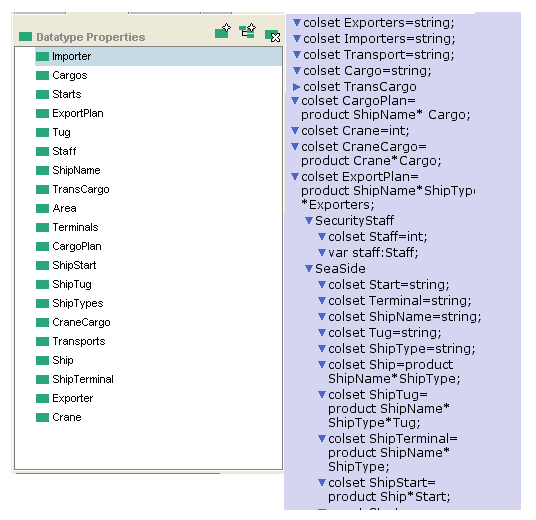 Datatype Properties
Importer
Cargos
Starts
ExportPlan
Tug
Staff
ShipName
TransCargo
Area
Terminals
CargoPlan
ShipStart
ShipTug
ShipTypes
CraneCargo
Transports
Ship
ShipTerminal
Exporter
Crane
colset Exporters=string;
colset Importers=string;
colset Transport=string;
colset Cargo=string;
colset TransCargo
colset CargoPlan=
product ShipName* Cargo;
colset Crane=int;
colset CraneCargo=
product Crane*Cargo;
colset ExportPlan=
product ShipName*ShipType
*Exporters;
SecurityStaff
colset Staff=int;
var staff:Staff;
SeaSide
colset Start=string;
colset Terminal=string;
colset ShipName=string;
colset Tug=string;
colset ShipType=string;
colset Ship=product
ShipName*ShipType;
colset ShipTug=
product ShipName*
ShipType*Tug;
colset ShipTerminal=
product ShipName*
ShipType;
colset ShipStart=
product Ship*Start;